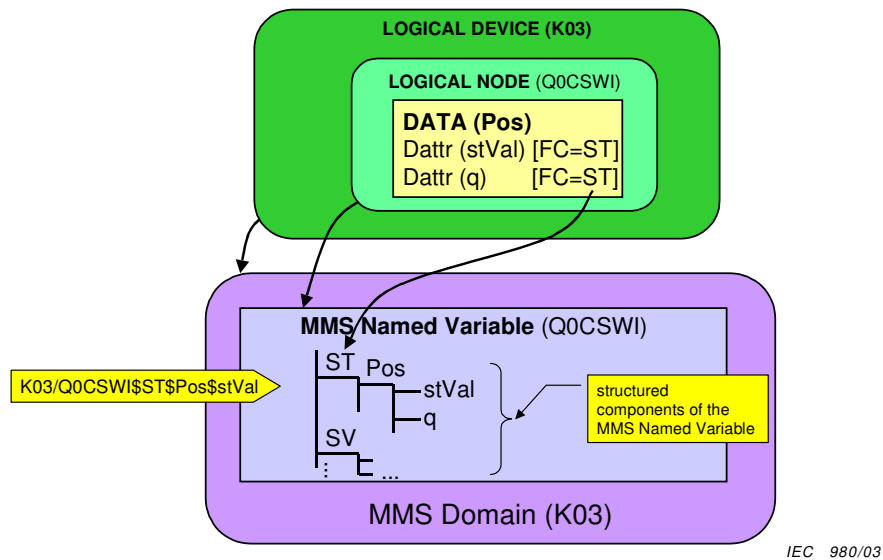 LOGICAL DEVICE (K03)
LOGICAL NODE (Q0CSWI)
DATA (Pos)
Dattr (stVal) [FC=ST]
Dattr (q) [FC=ST]
MMS Named Variable (Q0CSWI)
K03/Q0CSWI$ST$Pos$stVal
ST
Pos
stVal
q
SV
...
...
structured
components of the
MMS Named Variable
MMS Domain (K03)
IEC 980/03